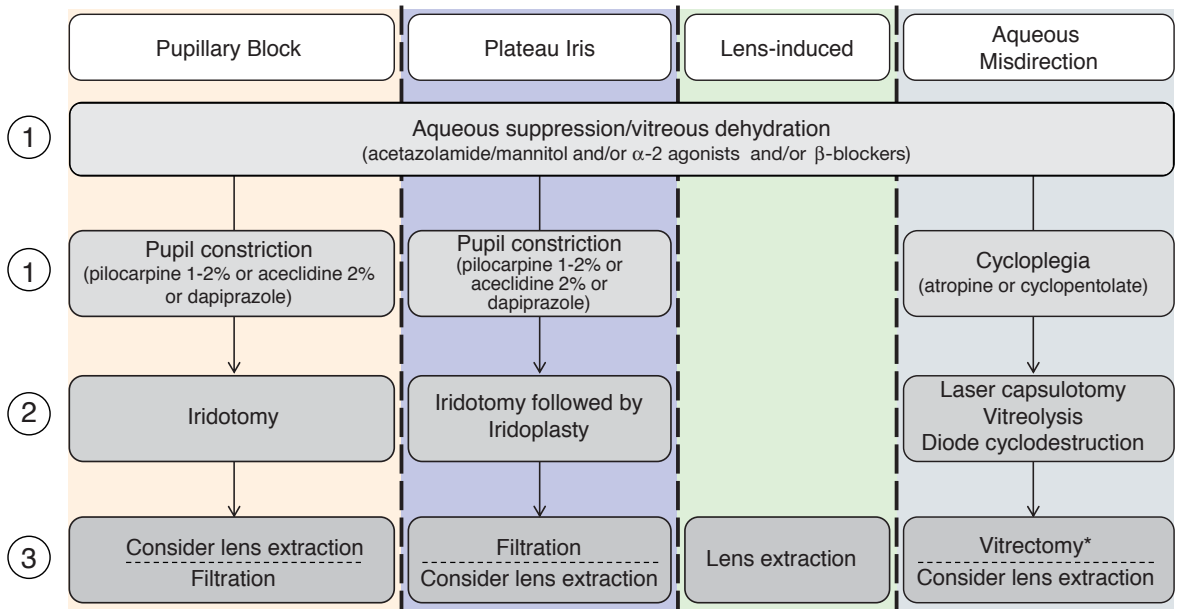 Pupillary Block
Plateau Iris
Lens-induced
Aqueous
Misdirection
1
Aqueous suppression/vitreous dehydration
(acetazolamide/mannitol and/or α-2 agonists and/or β-blockers)
1
Pupil constriction
(pilocarpine 1-2% or aceclidine 2%
or dapiprazole)
Pupil constriction
(pilocarpine 1-2% or
aceclidine 2% or
dapiprazole)
Cycloplegia
(atropine or cyclopentolate)
2
Iridotomy
Iridotomy followed by
Iridoplasty
Laser capsulotomy
Vitreolysis
Diode cyclodestruction
3
Consider lens extraction
Filtration
Filtration
Consider lens extraction
Lens extraction
Vitrectomy*
Consider lens extraction